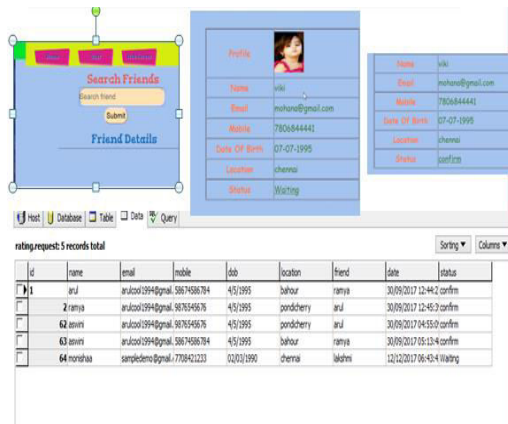 Search Friends
Search friend
Submit
Friend Details
Profile
Name viki
Email mohana@gmail.com
Mobile 7806844441
Date Of Birth 07-07-1995
Location chennai
Status Waiting
Name viki
Email mohana@gmail.com
Mobile 7806844441
Date Of Birth 07-07-1995
Location chennai
Status confirm
Host Database Table Data Query
rating.request: 5 records total Sorting Columns
id name email mobile dob location friend date status
1 arul arulcool1994@gmail. 58674586784 4/5/1995 bahour ramya 30/09/2017 12:44:2 confirm
2 ramya arulcool1994@gmail. 9876545676 4/5/1995 pondicherry arul 30/09/2017 12:45:3 confirm
62 aswini arulcool1994@gmail. 9876545676 4/5/1995 pondicherry arul 30/09/2017 04:55:0 confirm
63 aswini arulcool1994@gmail. 58674586784 4/5/1995 bahour ramya 30/09/2017 05:13:4 confirm
64 monishaa sampledemo@gmail. 7708421233 02/03/1990 chennai lakshmi 12/12/2017 06:43:4 Waiting